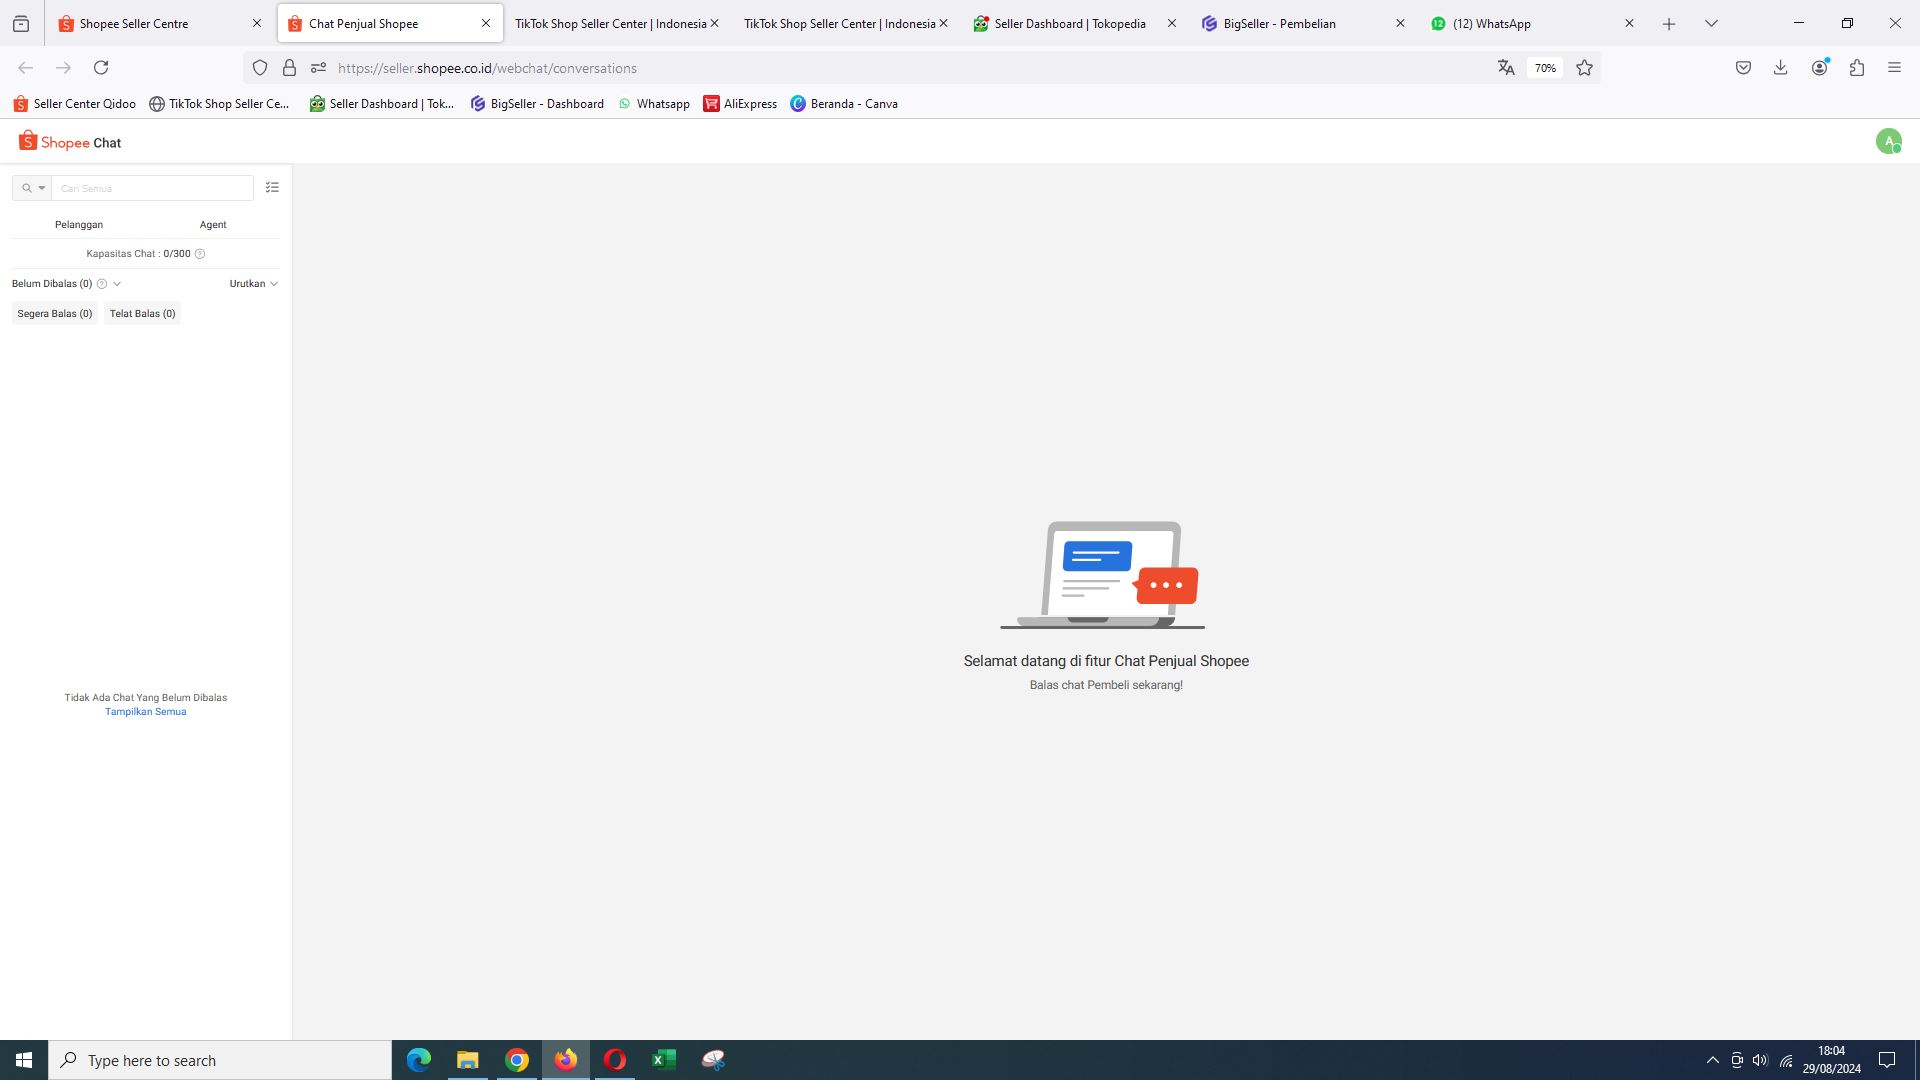 Shopee Seller Centre
Chat Penjual Shopee
TikTok Shop Seller Center | Indonesia
TikTok Shop Seller Center | Indonesia
Seller Dashboard | Tokopedia
BigSeller - Pembelian
12
(12) WhatsApp
https://seller.shopee.co.id/webchat/conversations
70%
Seller Center Qidoo
TikTok Shop Seller Ce...
Seller Dashboard | Tok...
BigSeller - Dashboard
Whatsapp
AliExpress
Beranda - Canva
Shopee Chat
A
Cari Semua
Pelanggan
Agent
Kapasitas Chat : 0/300
Belum Dibalas (0)
Urutkan
Segera Balas (0)
Telat Balas (0)
Selamat datang di fitur Chat Penjual Shopee
Balas chat Pembeli sekarang!
Tidak Ada Chat Yang Belum Dibalas
Tampilkan Semua
Type here to search
18:04
29/08/2024